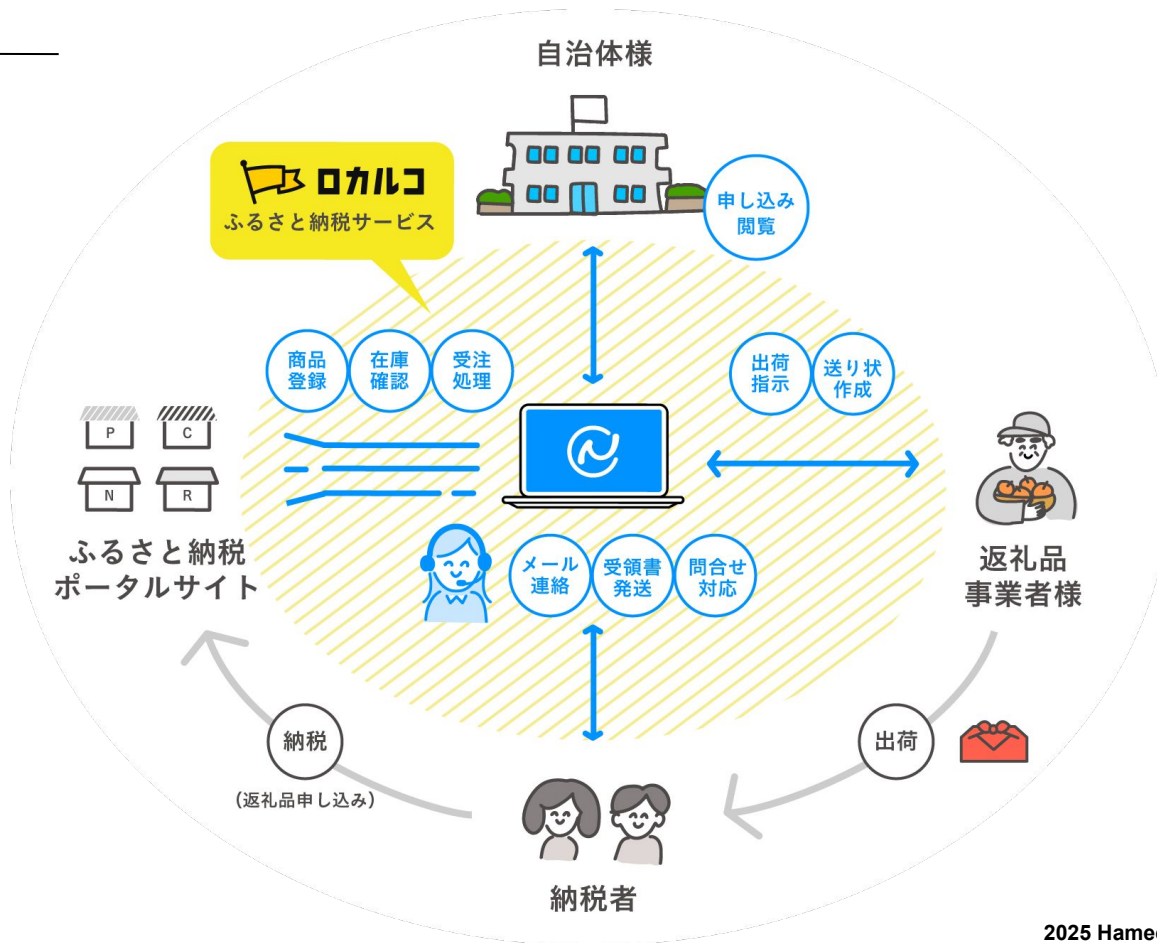 自治体様
ロカルコ
ふるさと納税サービス
申し込み
閲覧
商品
登録
在庫
確認
受注
処理
出荷
指示
送り状
作成
P
C
N
R
ふるさと納税
ポータルサイト
メール
連絡
受領書
発送
問合せ
対応
返礼品
事業者様
納税
(返礼品申し込み)
出荷
納税者
2025 Hame